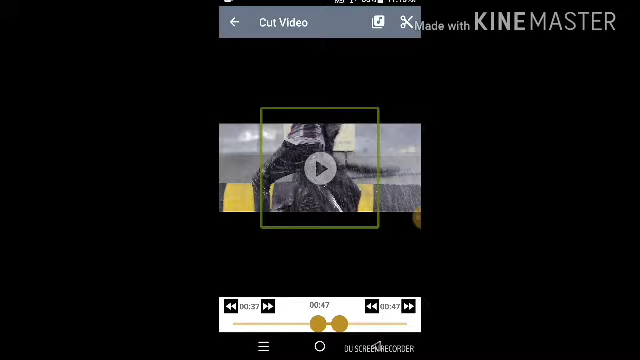 Cut Video
Made with KINEMASTER
00:47
00:37
00:47
DU SCREEN RECORDER